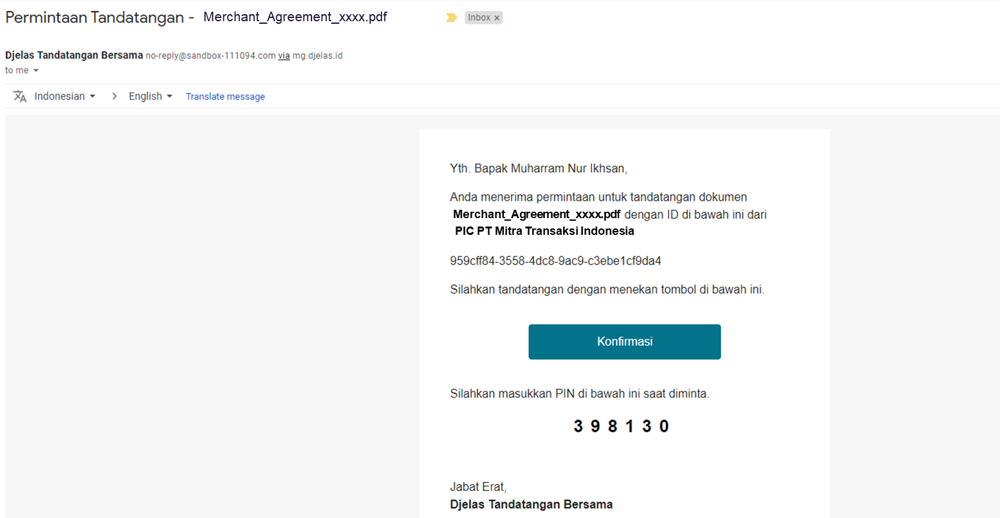 Permintaan Tandatangan - Merchant_Agreement_xxxx.pdf Inbox x
Djelas Tandatangan Bersama no-reply@sandbox-111094.com via mg.djelas.id
to me
Indonesian > English Translate message
Yth. Bapak Muharram Nur Ikhsan,
Anda menerima permintaan untuk tandatangan dokumen
Merchant_Agreement_xxxx.pdf dengan ID di bawah ini dari
PIC PT Mitra Transaksi Indonesia
959cff84-3558-4dc8-9ac9-c3ebe1cf9da4
Silahkan tandatangan dengan menekan tombol di bawah ini.
Konfirmasi
Silahkan masukkan PIN di bawah ini saat diminta.
3 9 8 1 3 0
Jabat Erat,
Djelas Tandatangan Bersama